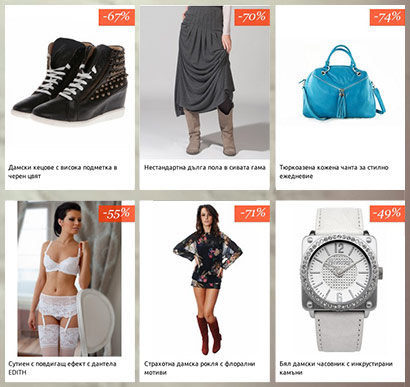 -67%
Дамски кецове с висока подметка в
черен цвят
-70%
Нестандартна дълга пола в сивата гама
-74%
Тюркоазена кожена чанта за стилно
ежедневие
-55%
Сутиен с повдигащ ефект с дантела
EDITH
-71%
Страхотна дамска рокля с флорални
мотиви
-49%
Бял дамски часовник с инкрустирани
камъни